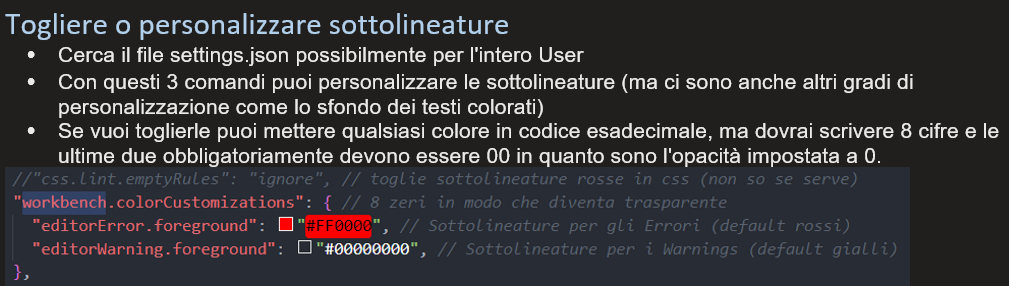 Togliere o personalizzare sottolineature
• Cerca il file settings.json possibilmente per l'intero User
• Con questi 3 comandi puoi personalizzare le sottolineature (ma ci sono anche altri gradi di
personalizzazione come lo sfondo dei testi colorati)
• Se vuoi toglierle puoi mettere qualsiasi colore in codice esadecimale, ma dovrai scrivere 8 cifre e le
ultime due obbligatoriamente devono essere 00 in quanto sono l'opacità impostata a 0.
//"css.lint.emptyRules": "ignore", // toglie sottolineature rosse in css (non so se serve)
"workbench.colorCustomizations": { // 8 zeri in modo che diventa trasparente
"editorError.foreground": "#FF0000", // Sottolineature per gli Errori (default rossi)
"editorWarning.foreground": "#00000000", // Sottolineature per i Warnings (default gialli)
},